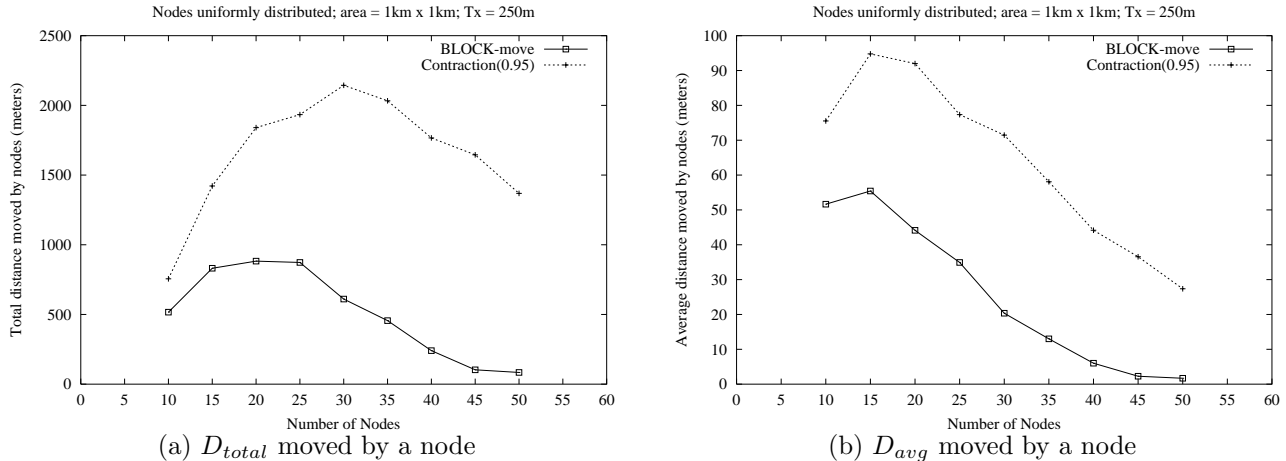 Nodes uniformly distributed; area = 1km x 1km; Tx = 250m
2500
2000
1500
1000
500
0
Total distance moved by nodes (meters)
BLOCK-move
Contraction(0.95)
0 5 10 15 20 25 30 35 40 45 50 55 60
Number of Nodes
(a) D_total moved by a node
Nodes uniformly distributed; area = 1km x 1km; Tx = 250m
100
90
80
70
60
50
40
30
20
10
0
Average distance moved by nodes (meters)
BLOCK-move
Contraction(0.95)
0 5 10 15 20 25 30 35 40 45 50 55 60
Number of Nodes
(b) D_avg moved by a node